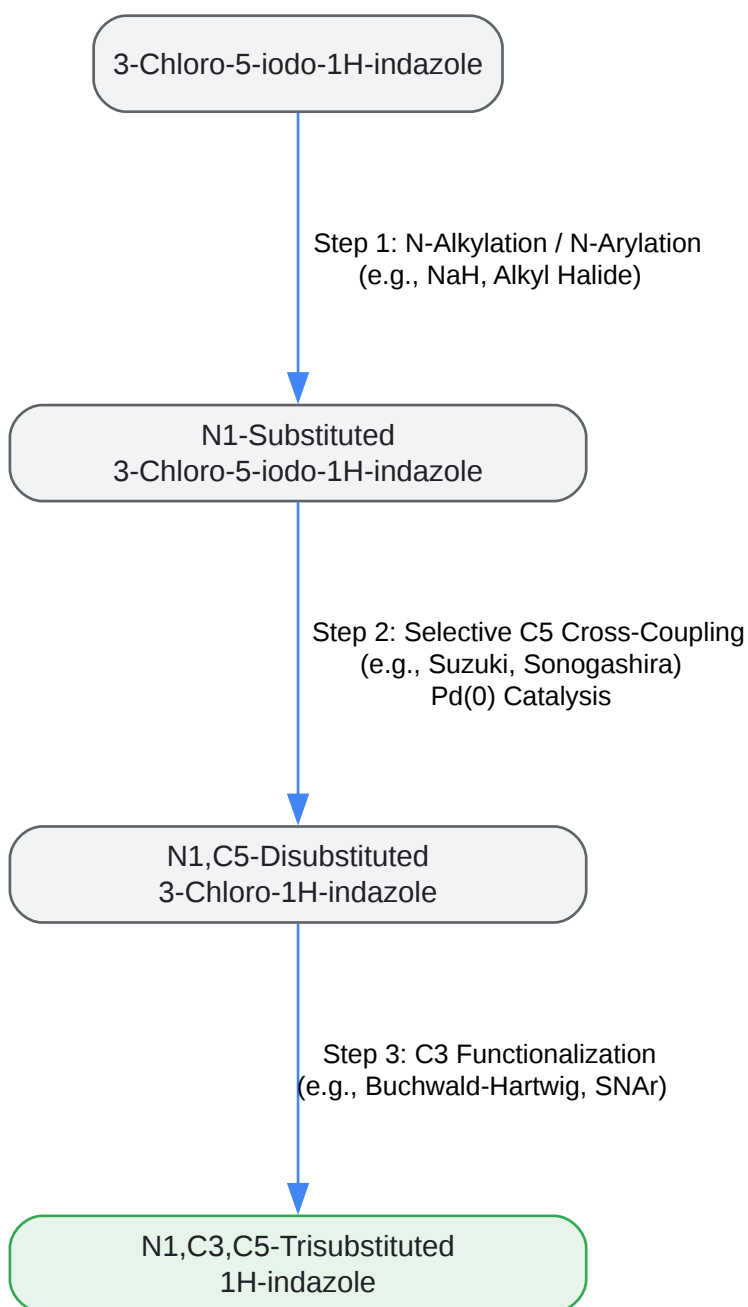 3-Chloro-5-iodo-1H-indazole
Step 1: N-Alkylation / N-Arylation
(e.g., NaH, Alkyl Halide)
N1-Substituted
3-Chloro-5-iodo-1H-indazole
Step 2: Selective C5 Cross-Coupling
(e.g., Suzuki, Sonogashira)
Pd(0) Catalysis
N1,C5-Disubstituted
3-Chloro-1H-indazole
Step 3: C3 Functionalization
(e.g., Buchwald-Hartwig, SNAr)
N1,C3,C5-Trisubstituted
1H-indazole